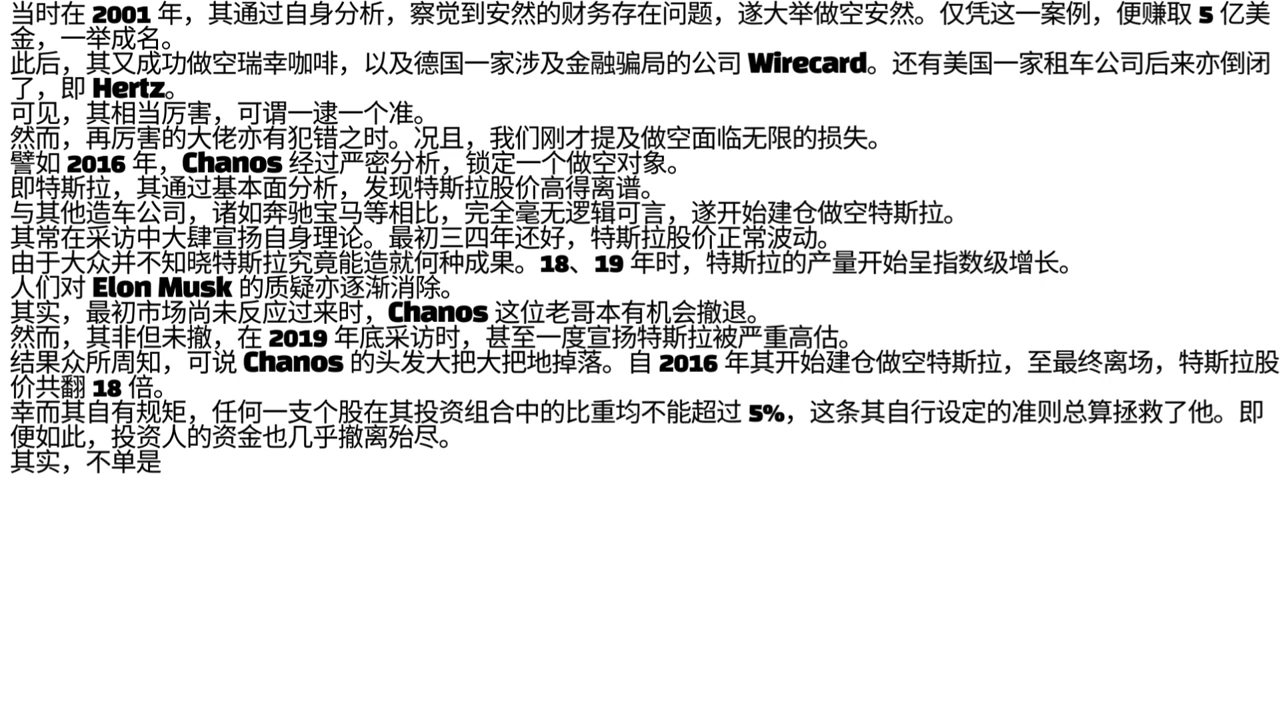 当时在 2001 年，其通过自身分析，察觉到安然的财务存在问题，遂大举做空安然。仅凭这一案例，便赚取 5 亿美
金，一举成名。
此后，其又成功做空瑞幸咖啡，以及德国一家涉及金融骗局的公司 Wirecard。还有美国一家租车公司后来亦倒闭
了，即 Hertz。
可见，其相当厉害，可谓一逮一个准。
然而，再厉害的大佬亦有犯错之时。况且，我们刚才提及做空面临无限的损失。
譬如 2016 年，Chanos 经过严密分析，锁定一个做空对象。
即特斯拉，其通过基本面分析，发现特斯拉股价高得离谱。
与其他造车公司，诸如奔驰宝马等相比，完全毫无逻辑可言，遂开始建仓做空特斯拉。
其常在采访中大肆宣扬自身理论。最初三四年还好，特斯拉股价正常波动。
由于大众并不知晓特斯拉究竟能造就何种成果。18、19 年时，特斯拉的产量开始呈指数级增长。
人们对 Elon Musk 的质疑亦逐渐消除。
其实，最初市场尚未反应过来时，Chanos 这位老哥本有机会撤退。
然而，其非但未撤，在 2019 年底采访时，甚至一度宣扬特斯拉被严重高估。
结果众所周知，可说 Chanos 的头发大把大把地掉落。自 2016 年其开始建仓做空特斯拉，至最终离场，特斯拉股
价共翻 18 倍。
幸而其自有规矩，任何一支个股在其投资组合中的比重均不能超过 5%，这条其自行设定的准则总算拯救了他。即
便如此，投资人的资金也几乎撤离殆尽。
其实，不单是